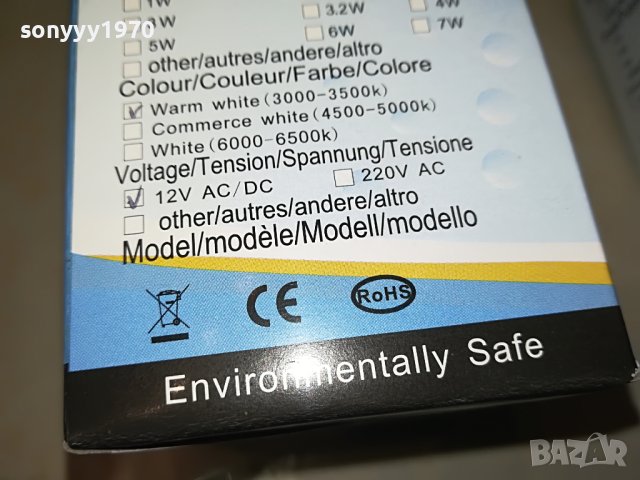 sonyyy1970
1W 4W
3W 3.2W 7W
5W 6W
other/autres/andere/altro
Colour/Couleur/Farbe/Colore
Warm white (3000-3500k)
Commerce white (4500-5000k)
White (6000-6500k)
Voltage/Tension/Spannung/Tensione
12V AC/DC 220V AC
other/autres/andere/altro
Model/modèle/Modell/modello
CE RoHS
Environmentally Safe
BAZAR